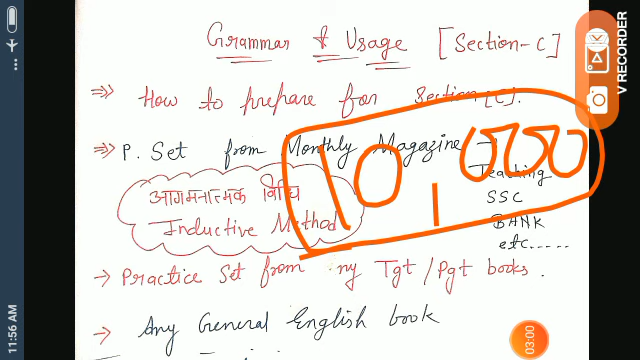 Grammar & Usage [Section-C]
⇒ How to prepare for Section-[C].
⇒ P. Set from Monthly Magazine →
Teaching
SSC
BANK
etc.....
10,000
आगमनात्मक विधि
Inductive Method
→ Practice Set from ny Tgt/Pgt books.
→ Any General English book
03:00
11:56 AM
V RECORDER